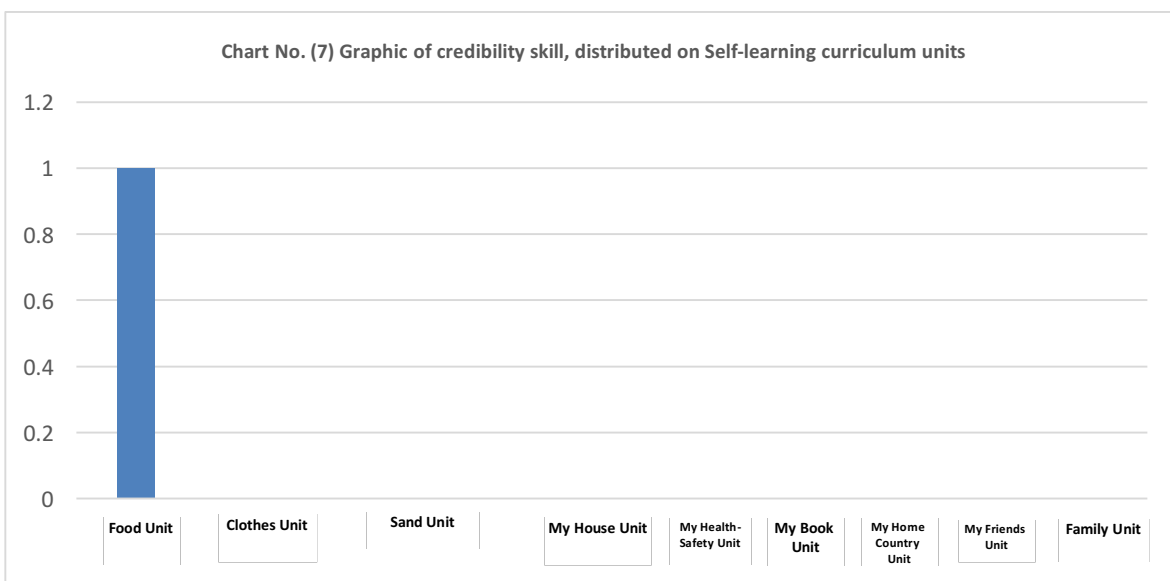 Chart No. (7) Graphic of credibility skill, distributed on Self-learning curriculum units
1.2
1
0.8
0.6
0.4
0.2
0
Food Unit
Clothes Unit
Sand Unit
My House Unit
My Health-
Safety Unit
My Book
Unit
My Home
Country
Unit
My Friends
Unit
Family Unit